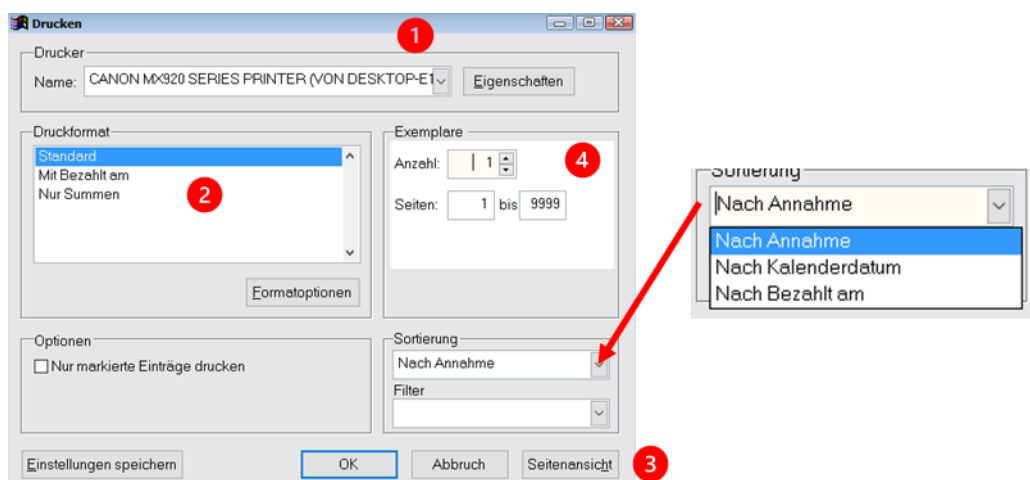 Drucken
1
Drucker
Name: CANON MX920 SERIES PRINTER (VON DESKTOP-E1
Eigenschaften
Druckformat
Standard
Mit Bezahlt am
Nur Summen
2
Formatoptionen
Exemplare
Anzahl: 1
4
Seiten: 1 bis 9999
Optionen
Nur markierte Einträge drucken
Sortierung
Nach Annahme
Filter
Einstellungen speichern
OK
Abbruch
Seitenansicht
3
Sortierung
Nach Annahme
Nach Annahme
Nach Kalenderdatum
Nach Bezahlt am